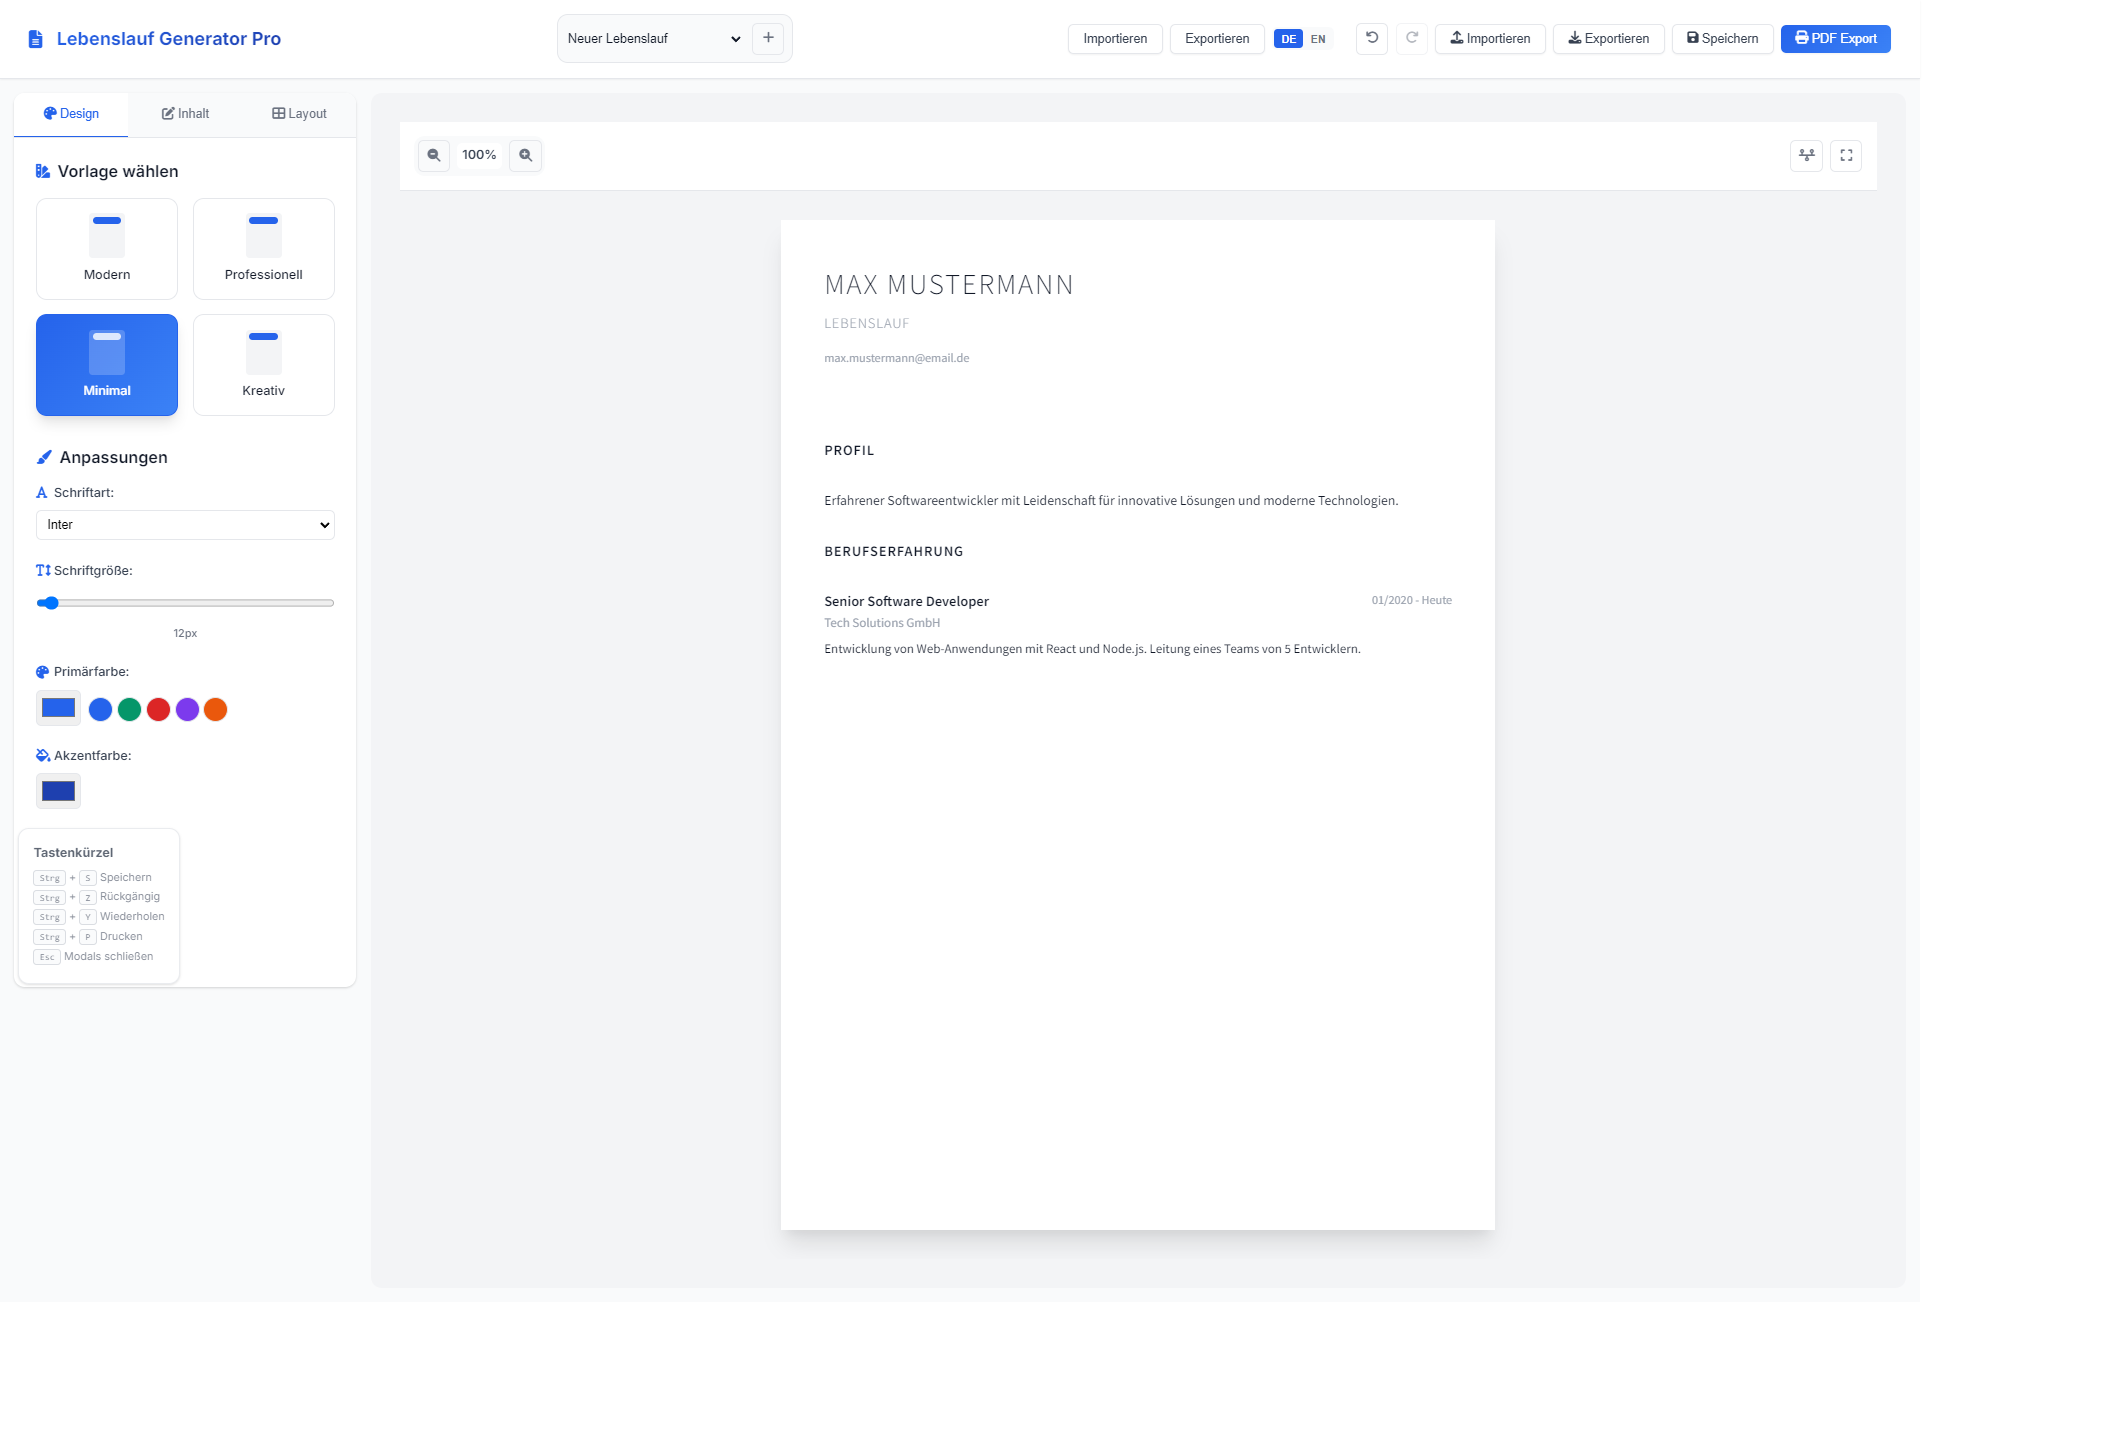 Lebenslauf Generator Pro
Neuer Lebenslauf
+
Importieren
Exportieren
DE
EN
Importieren
Exportieren
Speichern
PDF Export
Design
Inhalt
Layout
Vorlage wählen
Modern
Professionell
Minimal
Kreativ
Anpassungen
Schriftart:
Inter
Schriftgröße:
12px
Primärfarbe:
Akzentfarbe:
Tastenkürzel
Strg + S Speichern
Strg + Z Rückgängig
Strg + Y Wiederholen
Strg + P Drucken
Esc Modals schließen
100%
MAX MUSTERMANN
LEBENSLAUF
max.mustermann@email.de
PROFIL
Erfahrener Softwareentwickler mit Leidenschaft für innovative Lösungen und moderne Technologien.
BERUFSERFAHRUNG
Senior Software Developer
01/2020 - Heute
Tech Solutions GmbH
Entwicklung von Web-Anwendungen mit React und Node.js. Leitung eines Teams von 5 Entwicklern.